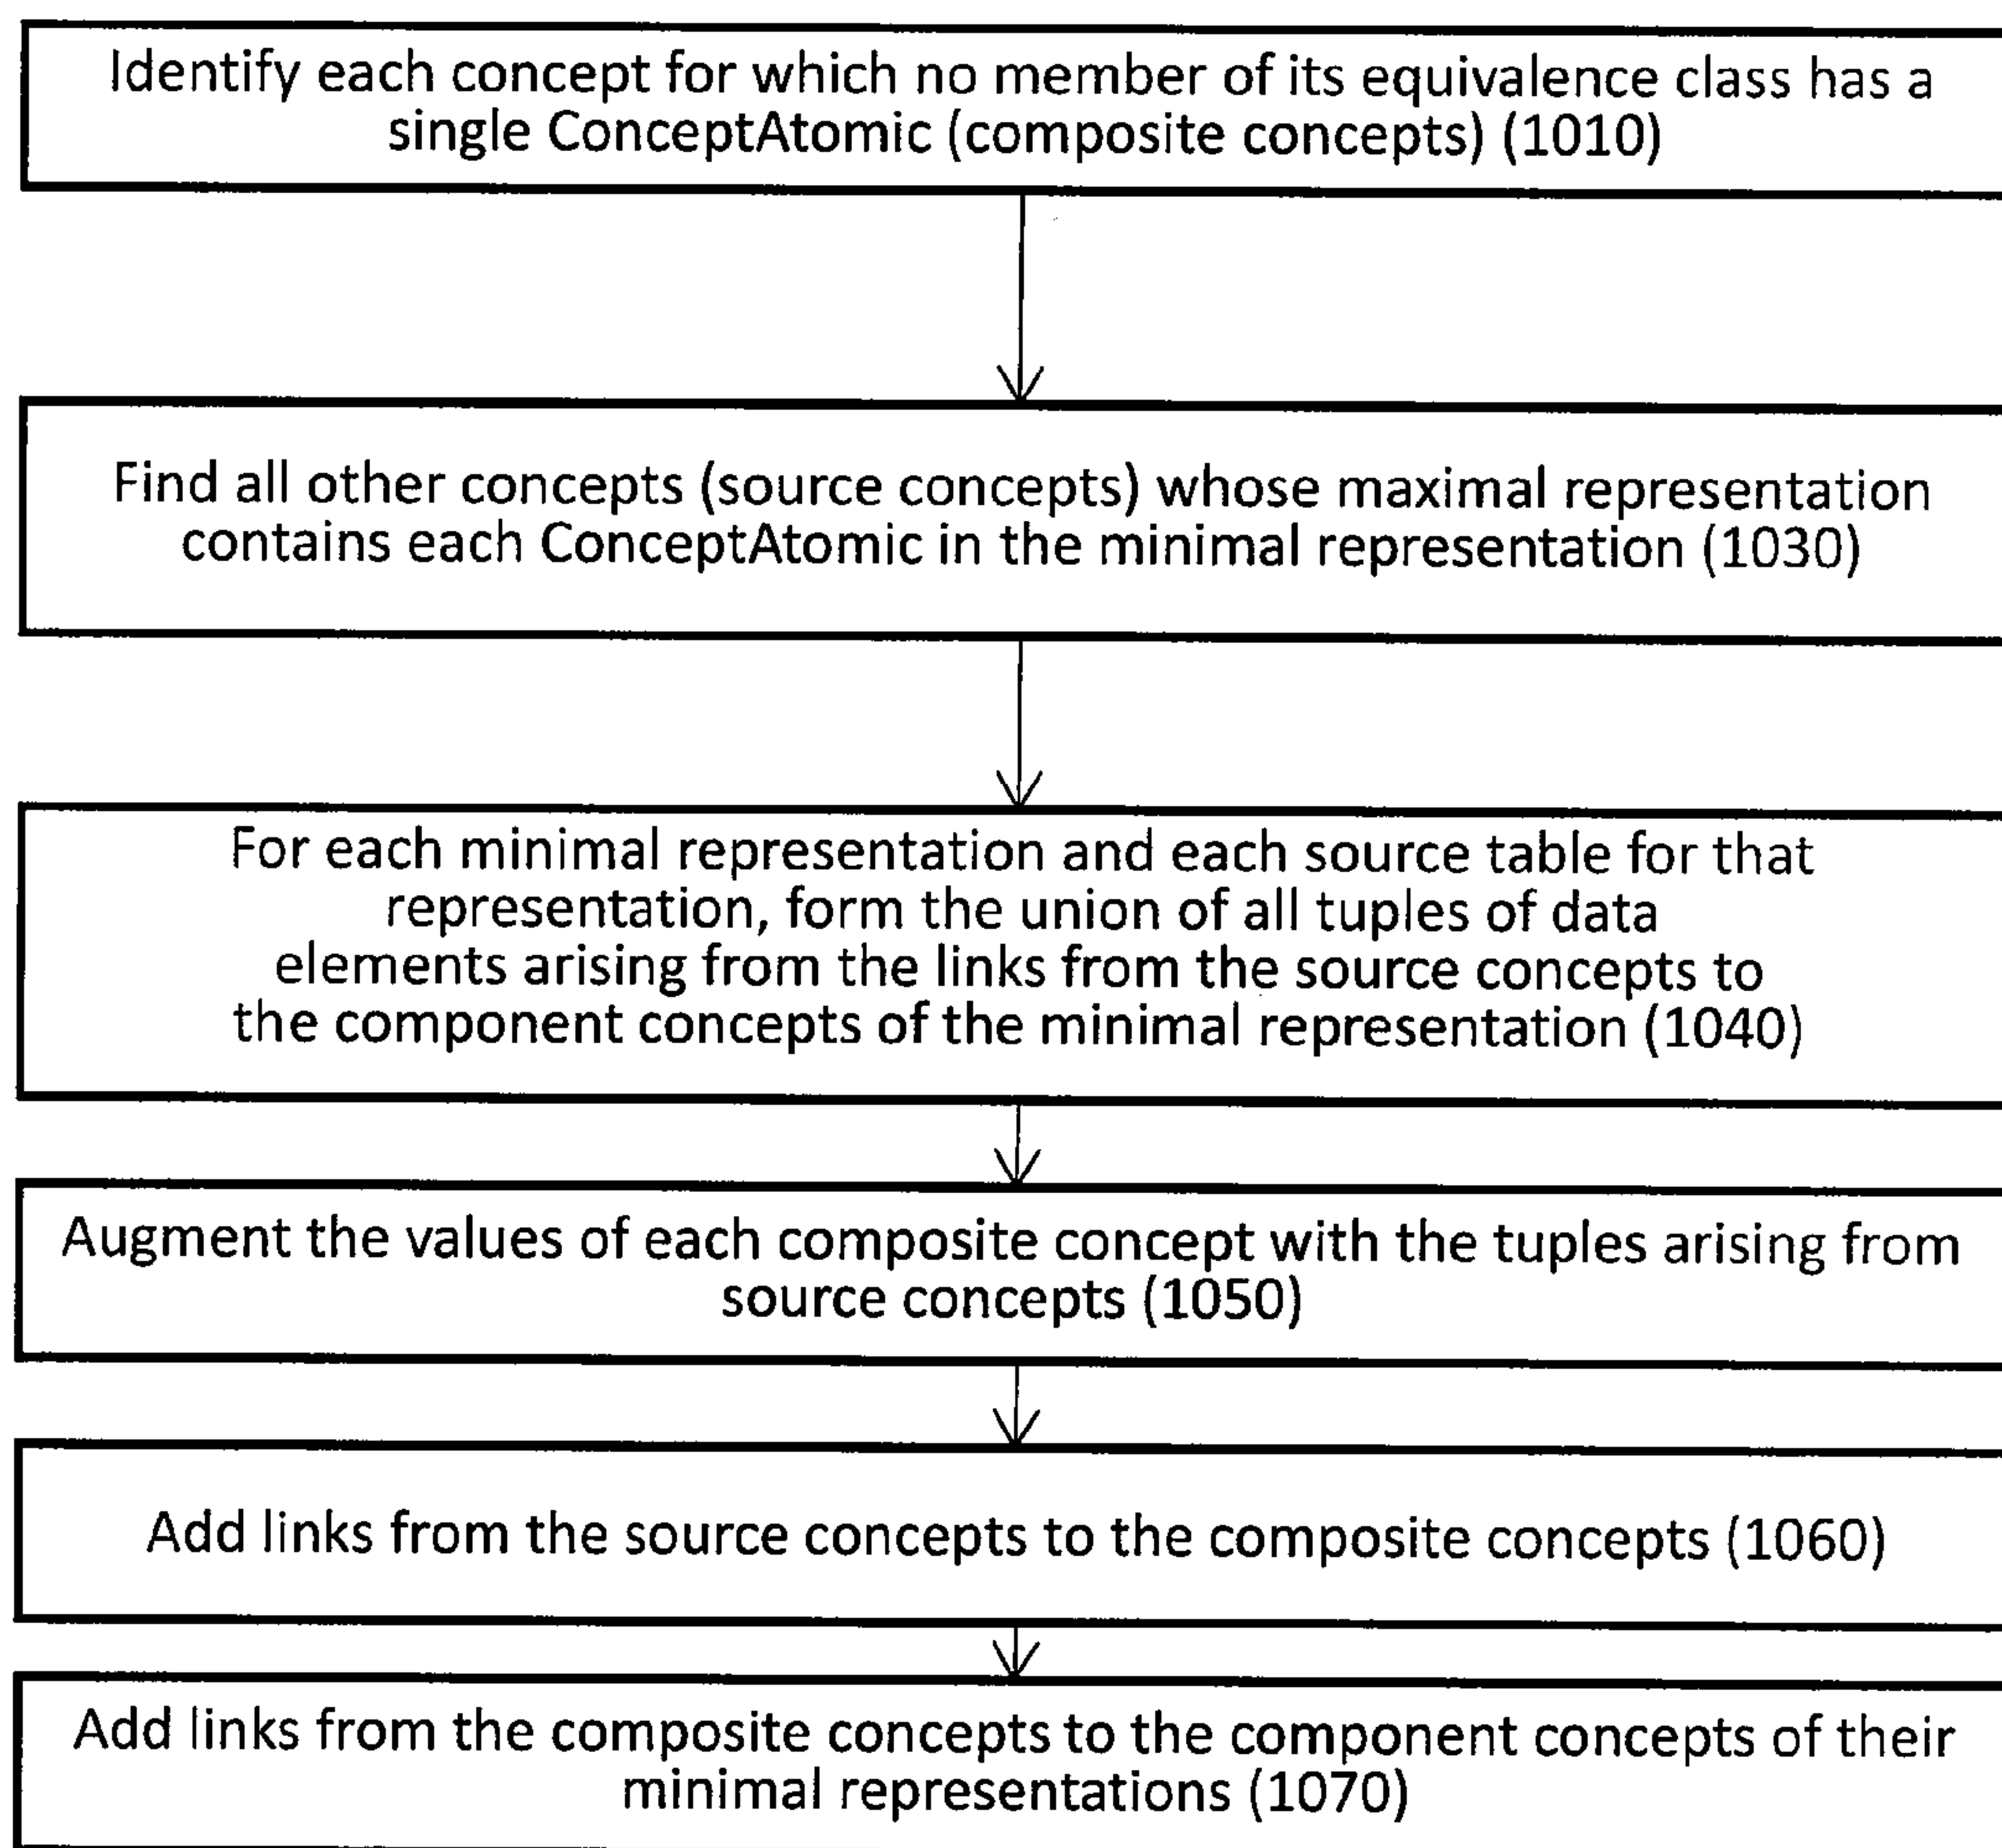 Identify each concept for which no member of its equivalence class has a
single ConceptAtomic (composite concepts) (1010)
Find all other concepts (source concepts) whose maximal representation
contains each ConceptAtomic in the minimal representation (1030)
For each minimal representation and each source table for that
representation, form the union of all tuples of data
elements arising from the links from the source concepts to
the component concepts of the minimal representation (1040)
Augment the values of each composite concept with the tuples arising from
source concepts (1050)
Add links from the source concepts to the composite concepts (1060)
Add links from the composite concepts to the component concepts of their
minimal representations (1070)